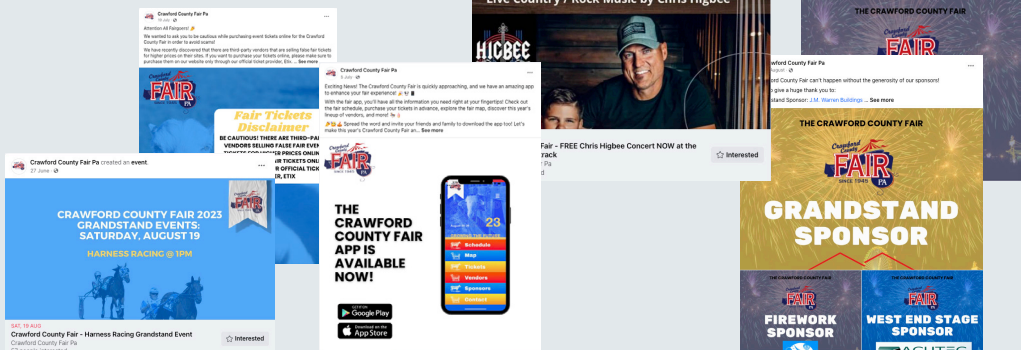 Crawford County Fair Pa
Attention All Fairgoers!
We wanted to ask you to be cautious while purchasing event tickets online for the Crawford
County Fair in order to avoid scams!
We have recently discovered that there are third party vendors that are selling false fair tickets
for higher prices on their sites. If you want to purchase your tickets online, please make sure to
purchase them on our website only through our official ticket provider, Etix. ... See more
Crawford County
FAIR
PA
Fair Tickets
Disclaimer
BE CAUTIOUS! THERE ARE THIRD-PA
VENDORS SELLING FALSE FAIR EVE
Crawford County Fair Pa created an event.
27 June
CRAWFORD COUNTY FAIR 2023
GRANDSTAND EVENTS:
SATURDAY, AUGUST 19
HARNESS RACING @ 1PM
SAT, 19 AUG
Crawford County Fair - Harness Racing Grandstand Event
Crawford County Fair Pa
Interested
Crawford County Fair Pa
Exciting News! The Crawford County Fair is quickly approaching, and we have an amazing app
to enhance your fair experience!
With the fair app, you'll have all the information you need right at your fingertips! Check out
the fair schedule, purchase your tickets in advance, explore the fair map, discover this year's
lineup of vendors, and more!
Spread the word and invite your friends and family to download the app too! Let's
make this year's Crawford County Fair an... See more
FAIR
PA
SINCE 1945
THE
CRAWFORD
COUNTY FAIR
APP IS
AVAILABLE
NOW!
GET IT ON
Google Play
Download on the
App Store
23
Schedule
Map
Tickets
Vendors
Sponsors
Contact
Live Country / Rock Music by Chris Higbee
HIGBEE
Fair - FREE Chris Higbee Concert NOW at the
track
Pa
Interested
THE CRAWFORD COUNTY FAIR
FAIR
Crawford County Fair Pa
August
ord County Fair can't happen without the generosity of our sponsors!
o give a huge thank you to:
stand Sponsor: J.M. Warren Buildings ... See more
THE CRAWFORD COUNTY FAIR
Crawford County
FAIR
SINCE 1945
PA
GRANDSTAND
SPONSOR
THE CRAWFORD COUNTY FAIR
FAIR
FIREWORK
SPONSOR
THE CRAWFORD COUNTY FAIR
FAIR
WEST END STAGE
SPONSOR